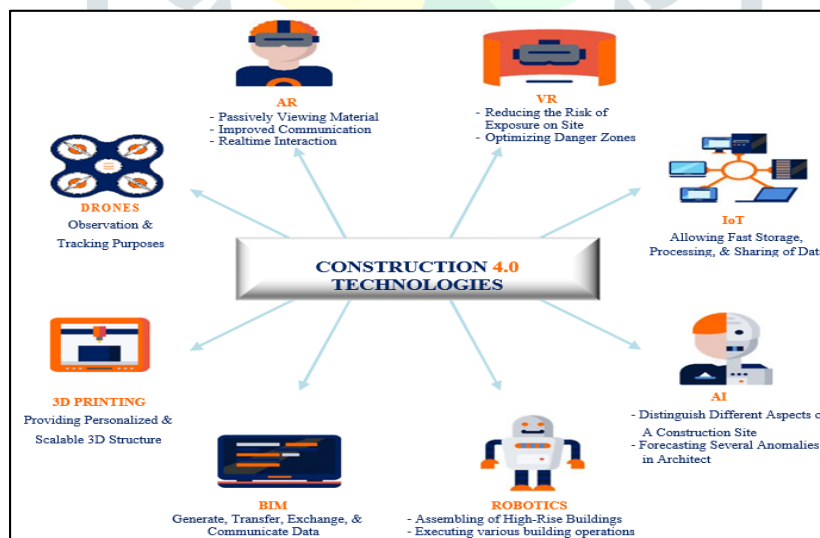 AR
- Passively Viewing Material
- Improved Communication
- Realtime Interaction
VR
- Reducing the Risk of
Exposure on Site
- Optimizing Danger Zones
DRONES
Observation &
Tracking Purposes
IoT
Allowing Fast Storage,
Processing, & Sharing of Data
CONSTRUCTION 4.0
TECHNOLOGIES
3D PRINTING
Providing Personalized &
Scalable 3D Structure
AI
- Distinguish Different Aspects o
A Construction Site
- Forecasting Several Anomalies
in Architect
BIM
Generate, Transfer, Exchange, &
Communicate Data
ROBOTICS
- Assembling of High-Rise Buildings
- Executing various building operations